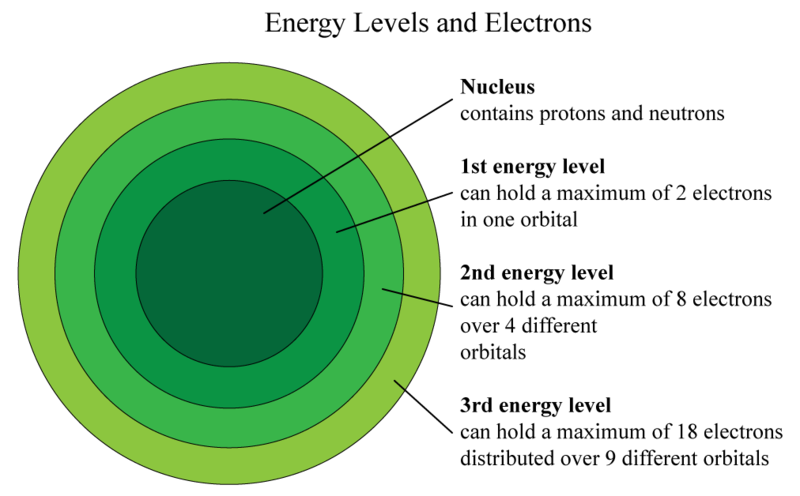 Energy Levels and Electrons
Nucleus
contains protons and neutrons
1st energy level
can hold a maximum of 2 electrons
in one orbital
2nd energy level
can hold a maximum of 8 electrons
over 4 different
orbitals
3rd energy level
can hold a maximum of 18 electrons
distributed over 9 different orbitals